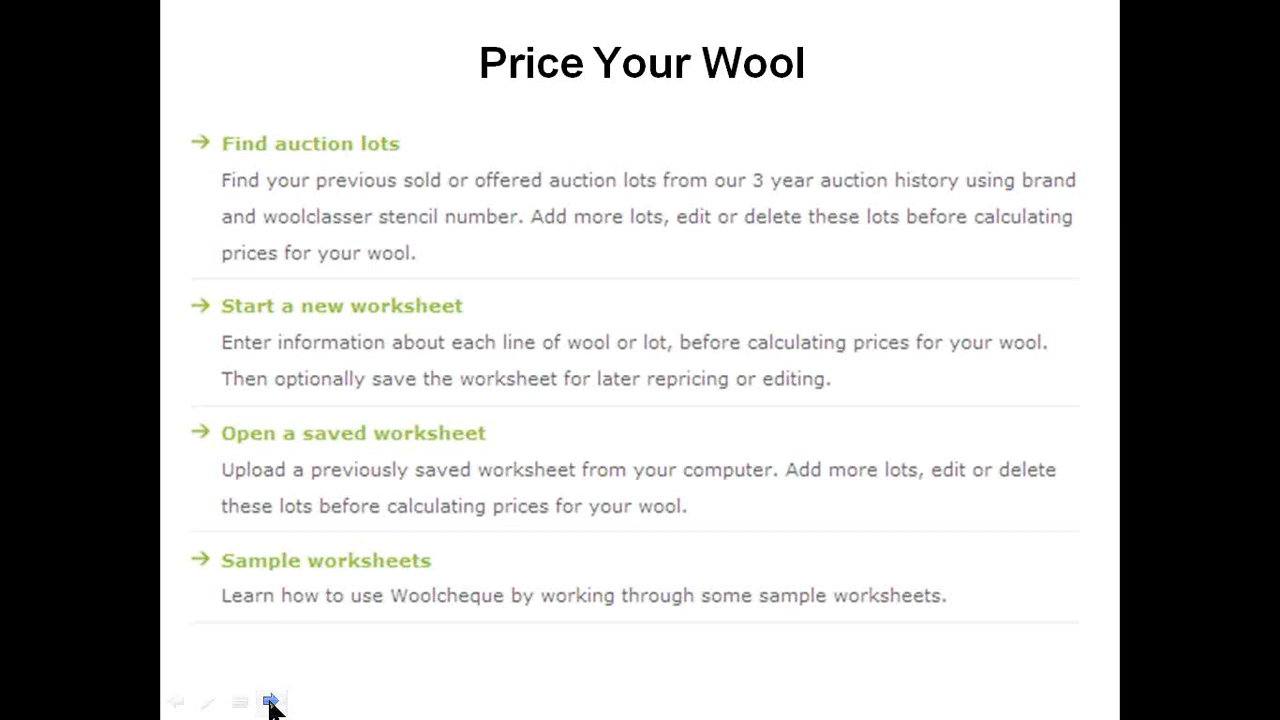 Price Your Wool
Find auction lots
Find your previous sold or offered auction lots from our 3 year auction history using brand
and woolclasser stencil number. Add more lots, edit or delete these lots before calculating
prices for your wool.
Start a new worksheet
Enter information about each line of wool or lot, before calculating prices for your wool.
Then optionally save the worksheet for later repricing or editing.
Open a saved worksheet
Upload a previously saved worksheet from your computer. Add more lots, edit or delete
these lots before calculating prices for your wool.
Sample worksheets
Learn how to use Woolcheque by working through some sample worksheets.